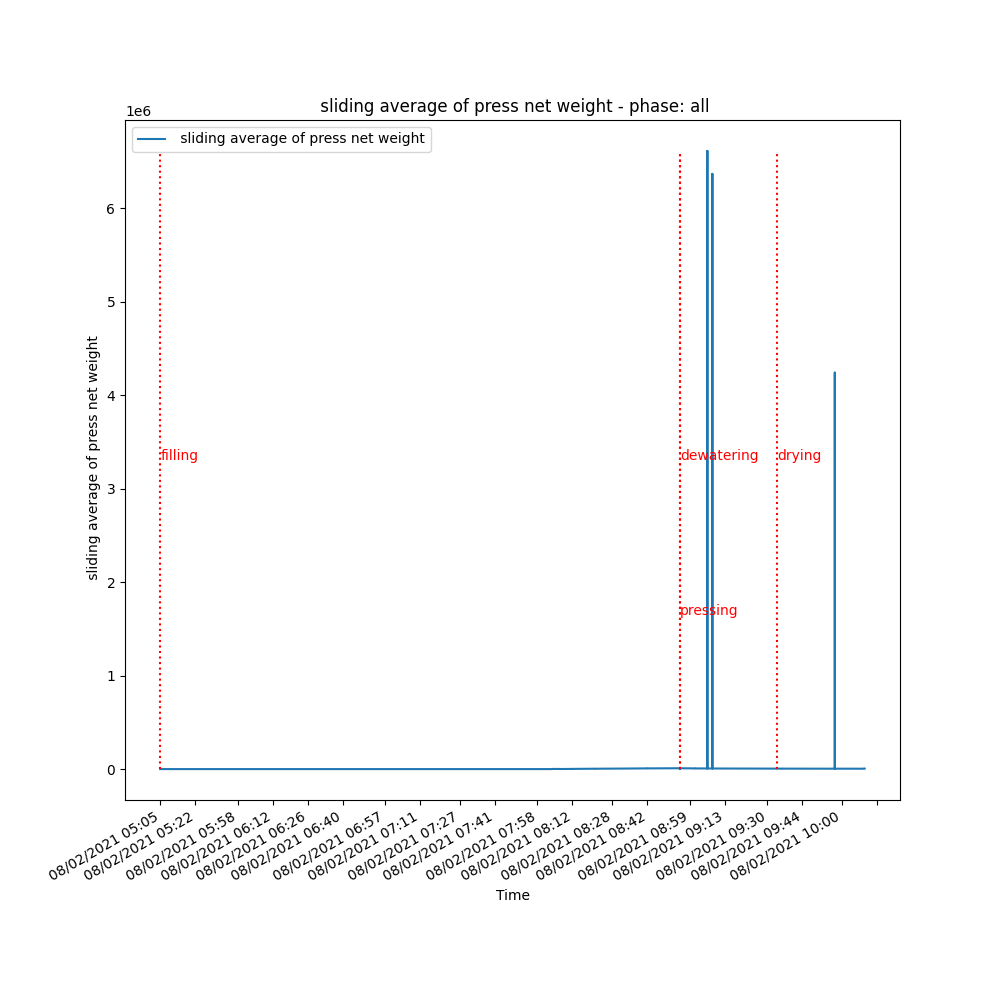 sliding average of press net weight - phase: all
1e6
sliding average of press net weight
6
5
4
3
2
1
0
sliding average of press net weight
filling
dewatering
drying
pressing
08/02/2021 05:05
08/02/2021 05:22
08/02/2021 05:58
08/02/2021 06:12
08/02/2021 06:26
08/02/2021 06:40
08/02/2021 06:57
08/02/2021 07:11
08/02/2021 07:27
08/02/2021 07:41
08/02/2021 07:58
08/02/2021 08:12
08/02/2021 08:28
08/02/2021 08:42
08/02/2021 08:59
08/02/2021 09:13
08/02/2021 09:30
08/02/2021 09:44
08/02/2021 10:00
Time